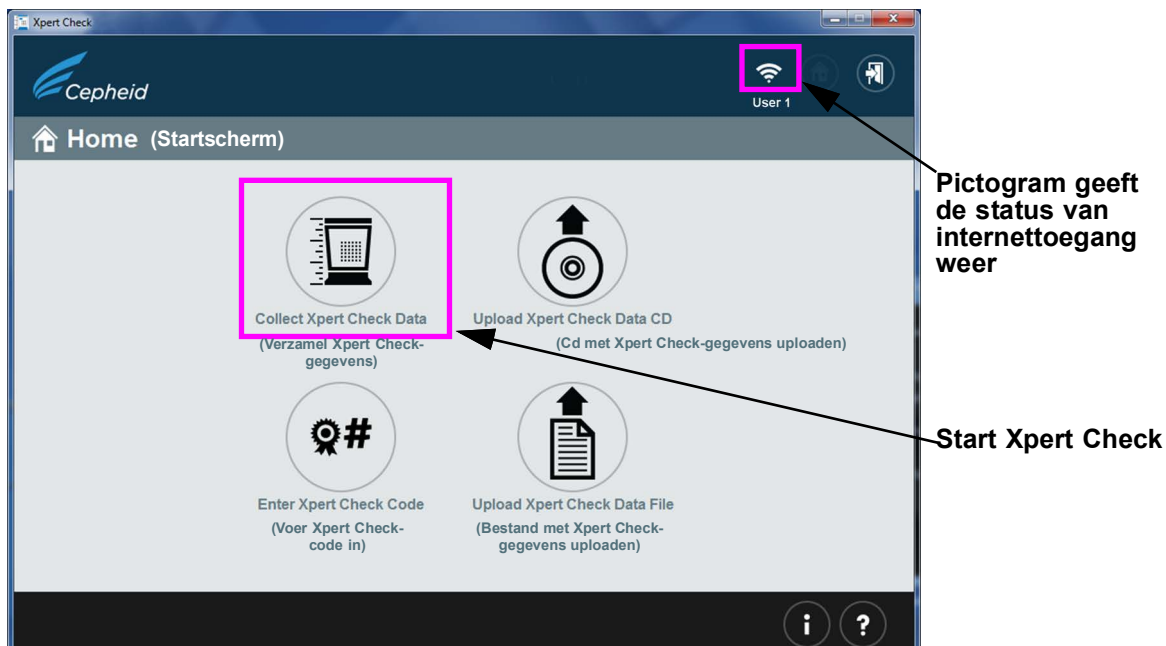 Xpert Check
Cepheid
User 1
Home (Startscherm)
Pictogram geeft
de status van
internettoegang
weer
Collect Xpert Check Data
(Verzamel Xpert Check-
gegevens)
Upload Xpert Check Data CD
(Cd met Xpert Check-gegevens uploaden)
Start Xpert Check
#
Enter Xpert Check Code
(Voer Xpert Check-
code in)
Upload Xpert Check Data File
(Bestand met Xpert Check-
gegevens uploaden)
i ?